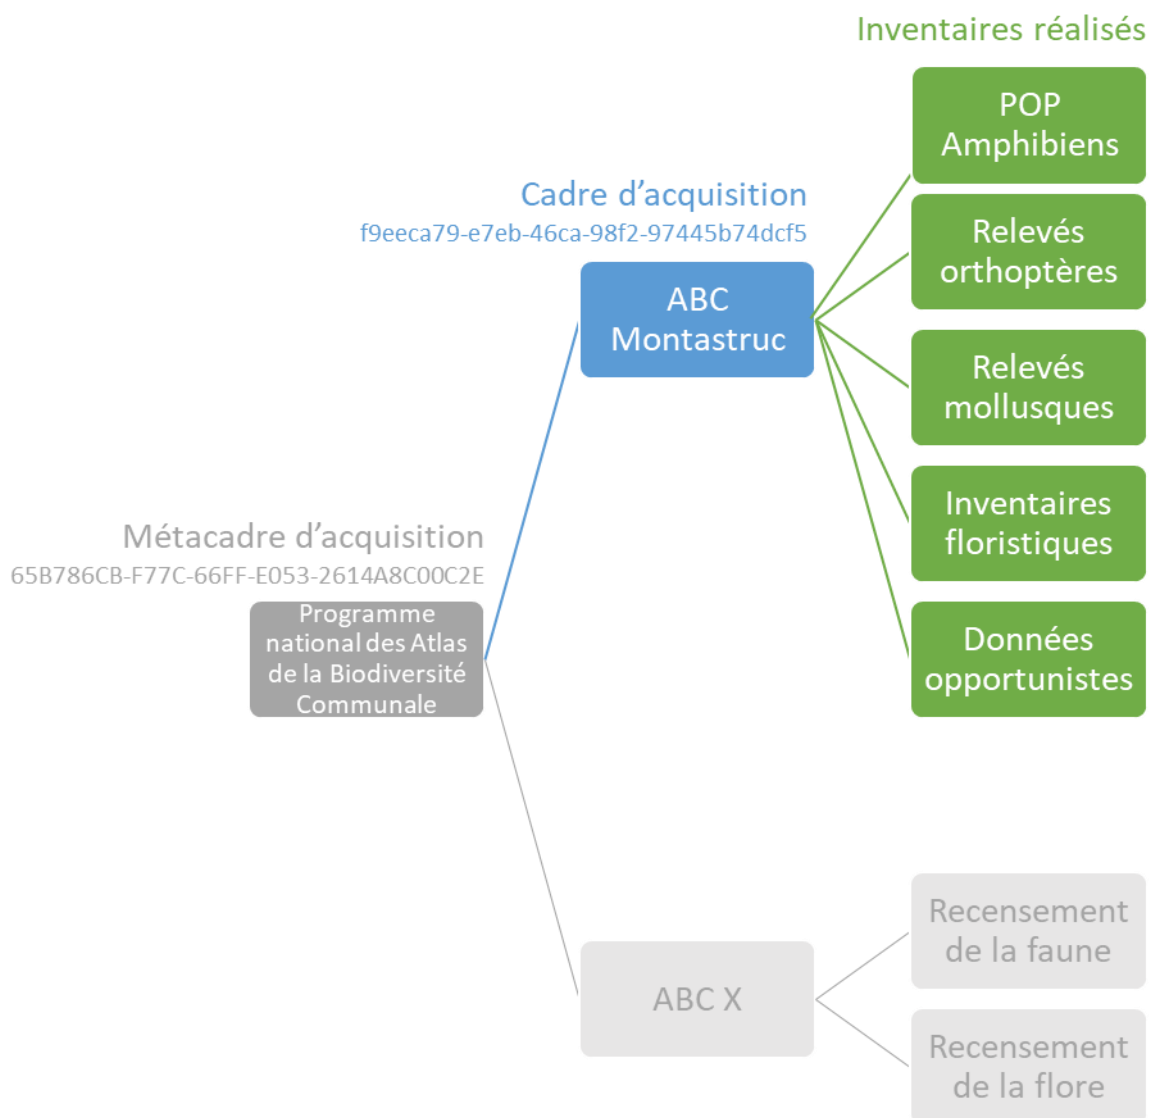 Inventaires réalisés
POP
Amphibiens
Cadre d’acquisition
f9eeca79-e7eb-46ca-98f2-97445b74dcf5
ABC
Montastruc
Relevés
orthoptères
Relevés
mollusques
Inventaires
floristiques
Métacadre d’acquisition
65B786CB-F77C-66FF-E053-2614A8C00C2E
Programme
national des Atlas
de la Biodiversité
Communale
Données
opportunistes
ABC X
Recensement
de la faune
Recensement
de la flore